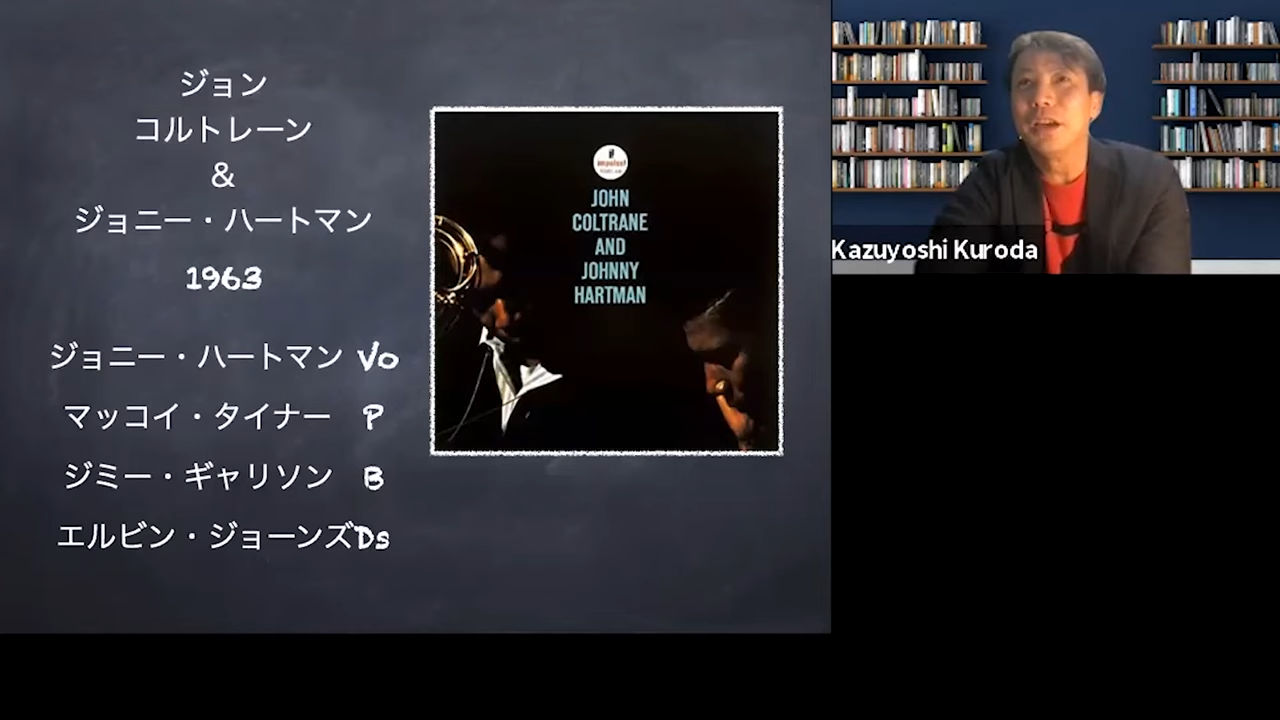 ジョン
コルトレーン
&
ジョニー・ハートマン
1963
ジョニー・ハートマン Vo
マッコイ・タイナー P
ジミー・ギャリソン B
エルビン・ジョーンズ Ds
impulse!
JOHN
COLTRANE
AND
JOHNNY
HARTMAN
Kazuyoshi Kuroda